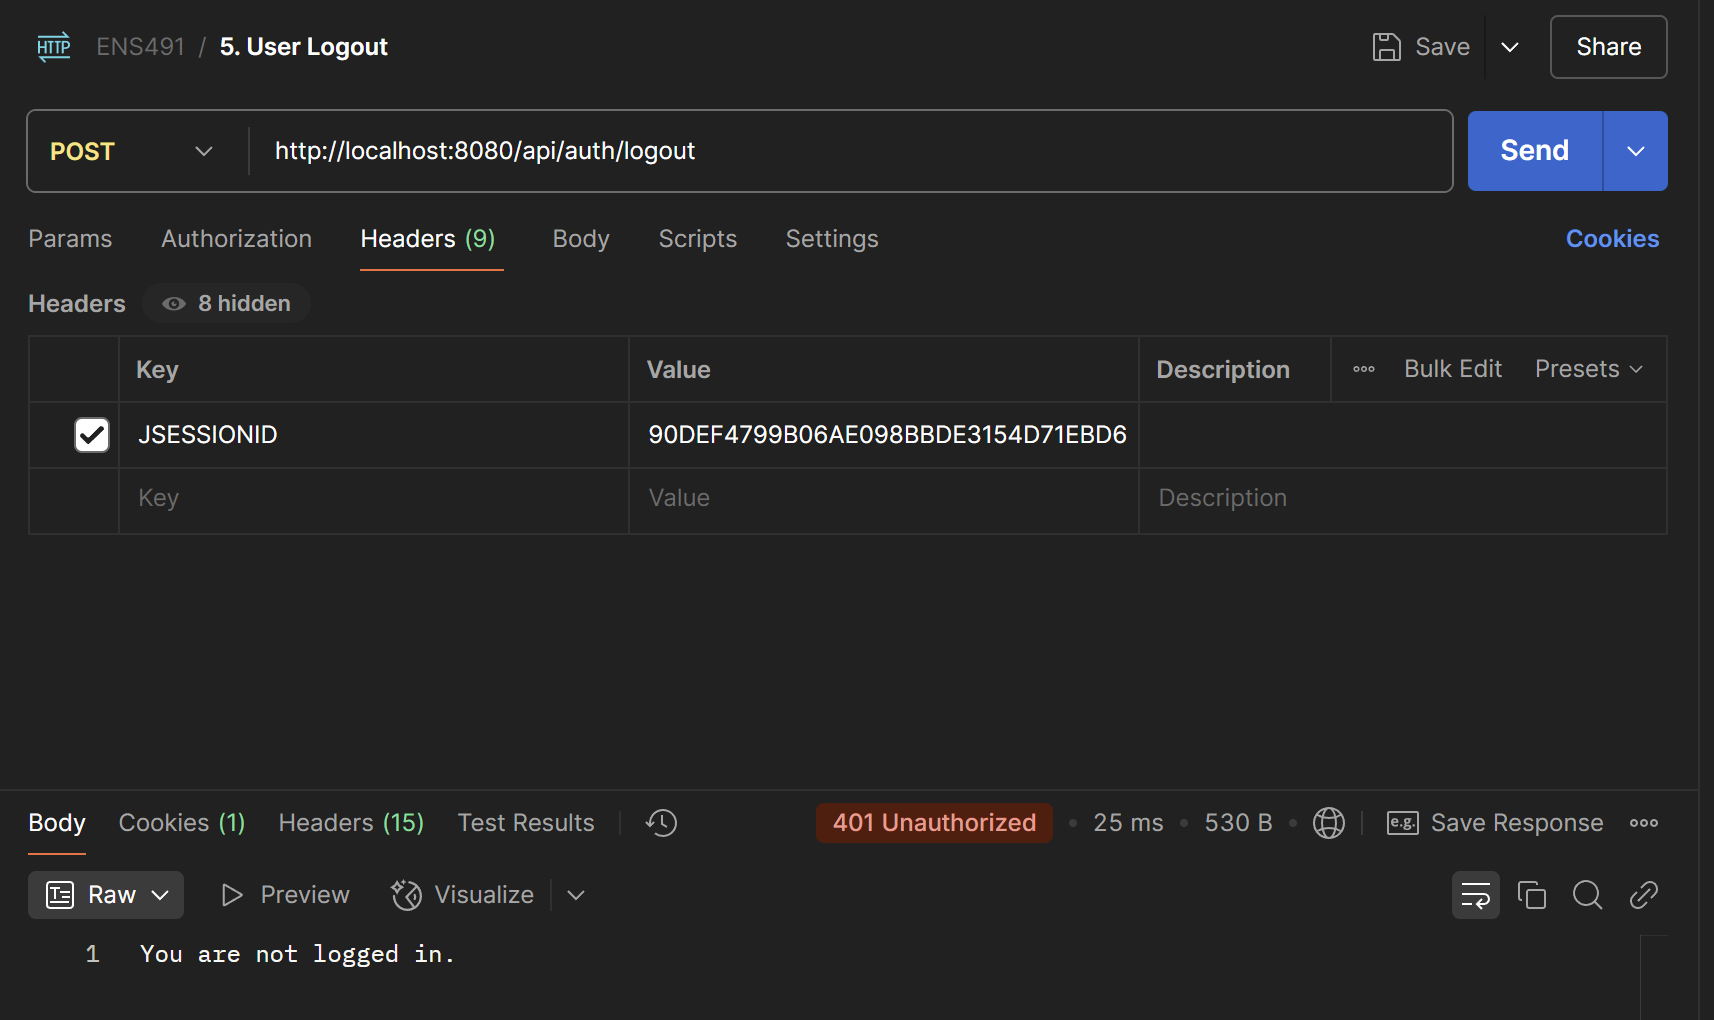 HTTP ENS491 / 5. User Logout Save Share
POST http://localhost:8080/api/auth/logout Send
Params Authorization Headers (9) Body Scripts Settings Cookies
Headers 8 hidden
Key Value Description Bulk Edit Presets
JSESSIONID 90DEF4799B06AE098BBDE3154D71EBD6
Key Value Description
Body Cookies (1) Headers (15) Test Results 401 Unauthorized • 25 ms • 530 B • e.g. Save Response
Raw Preview Visualize
1 You are not logged in.